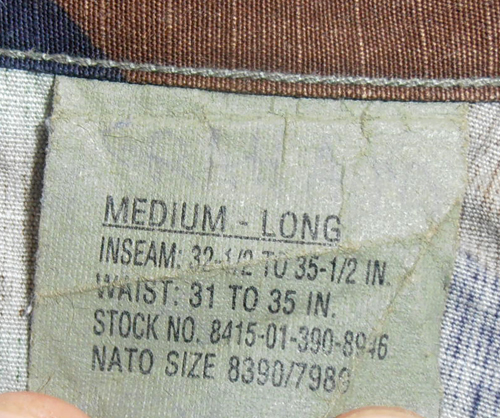 MEDIUM - LONG
INSEAM: 32-1/2 TO 35-1/2 IN.
WAIST: 31 TO 35 IN.
STOCK NO. 8415-01-390-8946
NATO SIZE 8390/7989